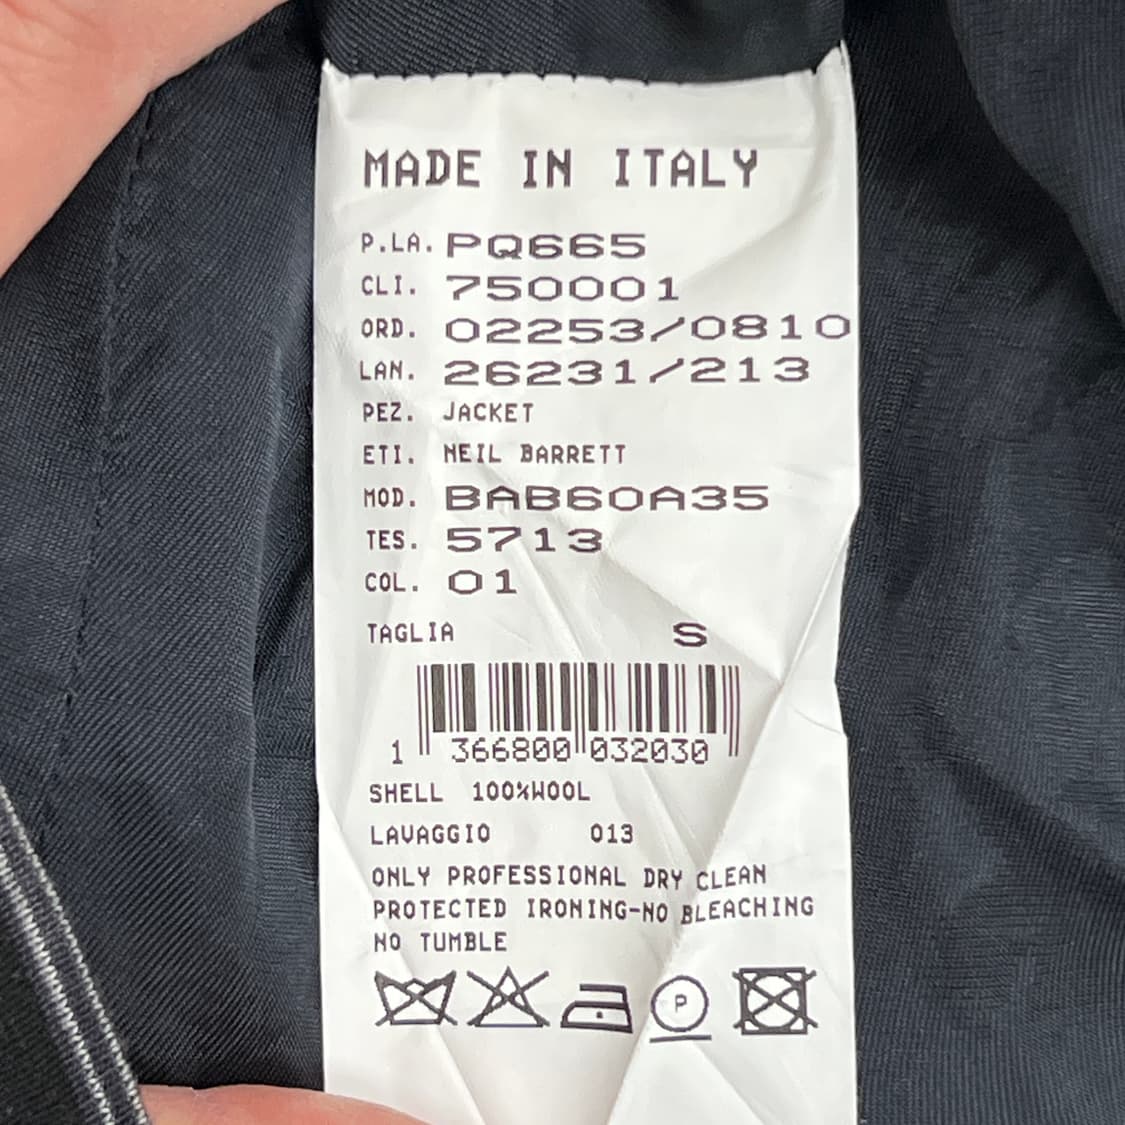 MADE IN ITALY
P.LA. PQ665
CLI. 750001
ORD. 02253/0810
LAN. 26231/213
PEZ. JACKET
ETI. NEIL BARRETT
MOD. BAB60A35
TES. 5713
COL. 01
TAGLIA S
1 366800 032030
SHELL 100%WOOL
LAVAGGIO 013
ONLY PROFESSIONAL DRY CLEAN
PROTECTED IRONING-NO BLEACHING
NO TUMBLE
P